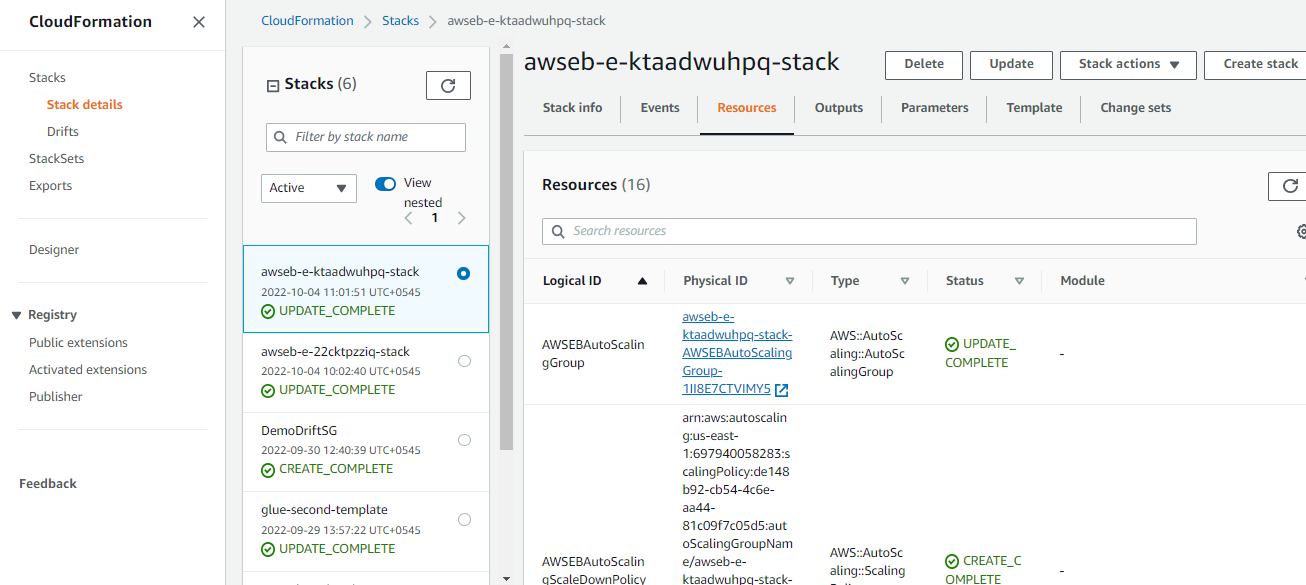 CloudFormation
Stacks
Stack details
Drifts
StackSets
Exports
Designer
Registry
Public extensions
Activated extensions
Publisher
Feedback
CloudFormation > Stacks > awseb-e-ktaadwuhpq-stack
Stacks (6)
Filter by stack name
Active
View
nested
1
awseb-e-ktaadwuhpq-stack
2022-10-04 11:01:51 UTC+0545
UPDATE_COMPLETE
awseb-e-22cktpzziq-stack
2022-10-04 10:02:40 UTC+0545
UPDATE_COMPLETE
DemoDriftSG
2022-09-30 12:40:39 UTC+0545
CREATE_COMPLETE
glue-second-template
2022-09-29 13:57:22 UTC+0545
UPDATE_COMPLETE
awseb-e-ktaadwuhpq-stack
Delete
Update
Stack actions
Create stack
Stack info
Events
Resources
Outputs
Parameters
Template
Change sets
Resources (16)
Search resources
Logical ID
Physical ID
Type
Status
Module
AWSEBAutoScalin
gGroup
awseb-e-
ktaadwuhpq-stack-
AWSEBAutoScaling
Group-
1II8E7CTVIMY5
AWS::AutoSc
aling::AutoSc
alingGroup
UPDATE_
COMPLETE
-
AWSEBAutoScalin
gScaleDownPolicy
arn:aws:autoscalin
g:us-east-
1:697940058283:s
calingPolicy:de148
b92-cb54-4c6e-
aa44-
81c09f7c05d5:aut
oScalingGroupNam
e/awseb-e-
ktaadwuhpq-stack-
AWS::AutoSc
aling::Scaling
CREATE_C
OMPLETE
-